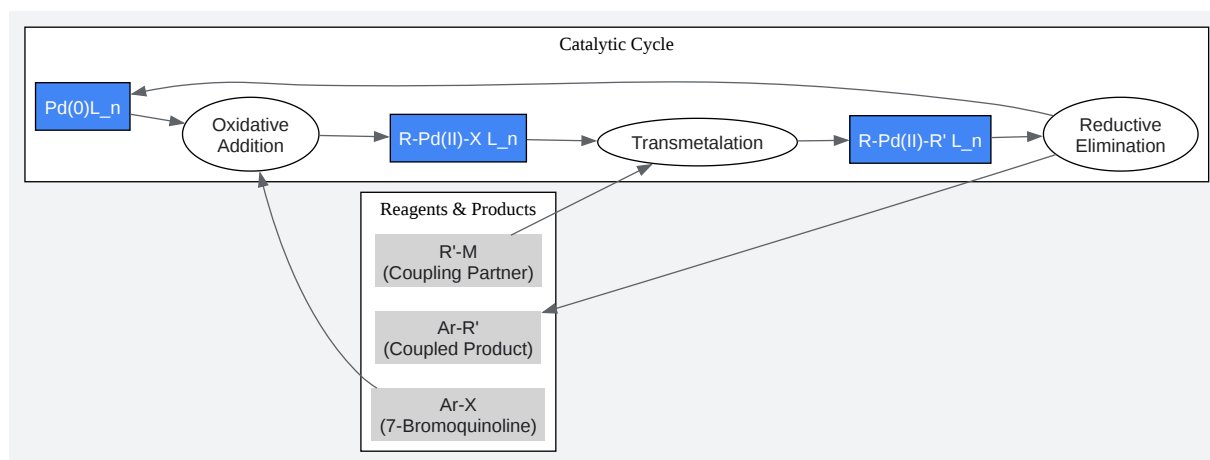 Catalytic Cycle
Pd(0)L_n
Oxidative
Addition
R-Pd(II)-X L_n
Transmetalation
R-Pd(II)-R' L_n
Reductive
Elimination
Reagents & Products
R'-M
(Coupling Partner)
Ar-R'
(Coupled Product)
Ar-X
(7-Bromoquinoline)